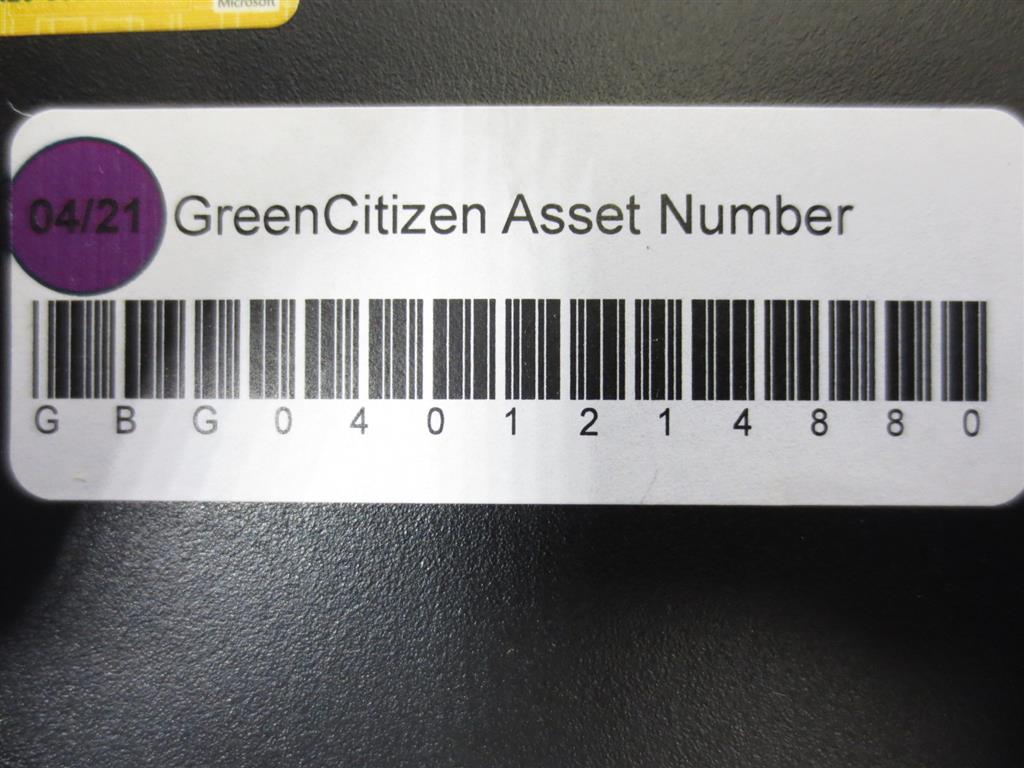 Microsoft
04/21 GreenCitizen Asset Number
G B G 0 4 0 1 2 1 4 8 8 0